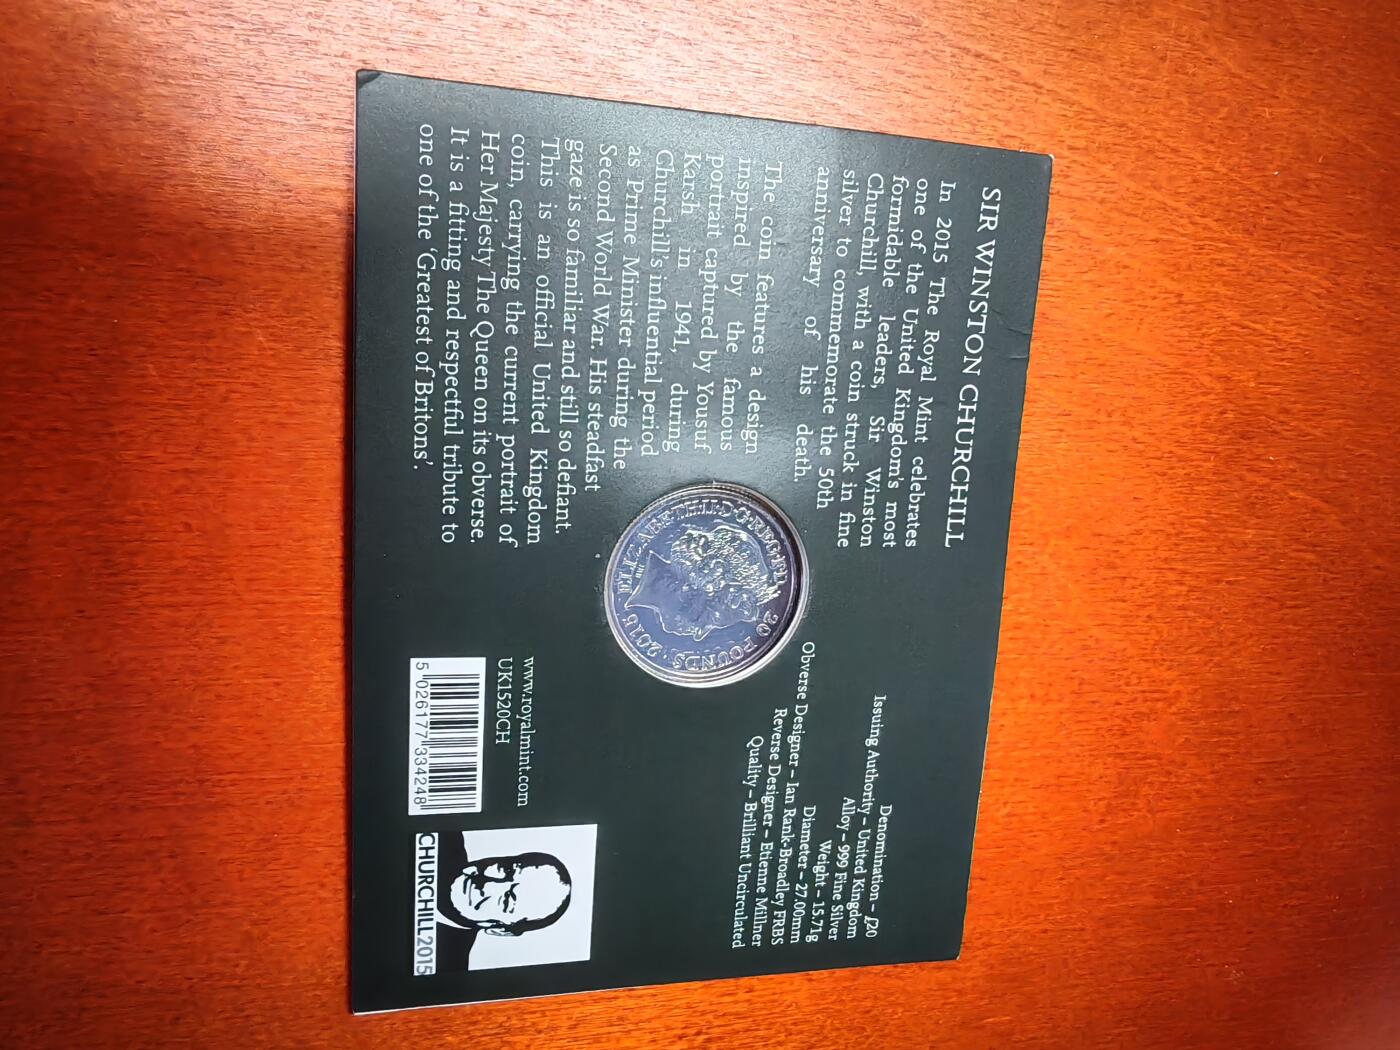 SIR WINSTON CHURCHILL
In 2015 The Royal Mint celebrates
one of the United Kingdom's most
formidable leaders, Sir Winston
Churchill, with a coin struck in fine
silver to commemorate the 50th
anniversary of his death.
The coin features a design
inspired by the famous
portrait captured by Yousuf
Karsh in 1941, during
Churchill's influential period
as Prime Minister during the
Second World War. His steadfast
gaze is so familiar and still so defiant.
This is an official United Kingdom
coin, carrying the current portrait of
Her Majesty The Queen on its obverse.
It is a fitting and respectful tribute to
one of the 'Greatest of Britons'.
ELIZABETH·II·D·G·REG·F·D
20 POUNDS · 2015
Denomination – £20
Issuing Authority – United Kingdom
Alloy – 999 Fine Silver
Weight – 15.71g
Diameter – 27.00mm
Obverse Designer – Ian Rank-Broadley FRBS
Reverse Designer – Etienne Millner
Quality – Brilliant Uncirculated
www.royalmint.com
UK1520CH
5 026177 334248
CHURCHILL 2015